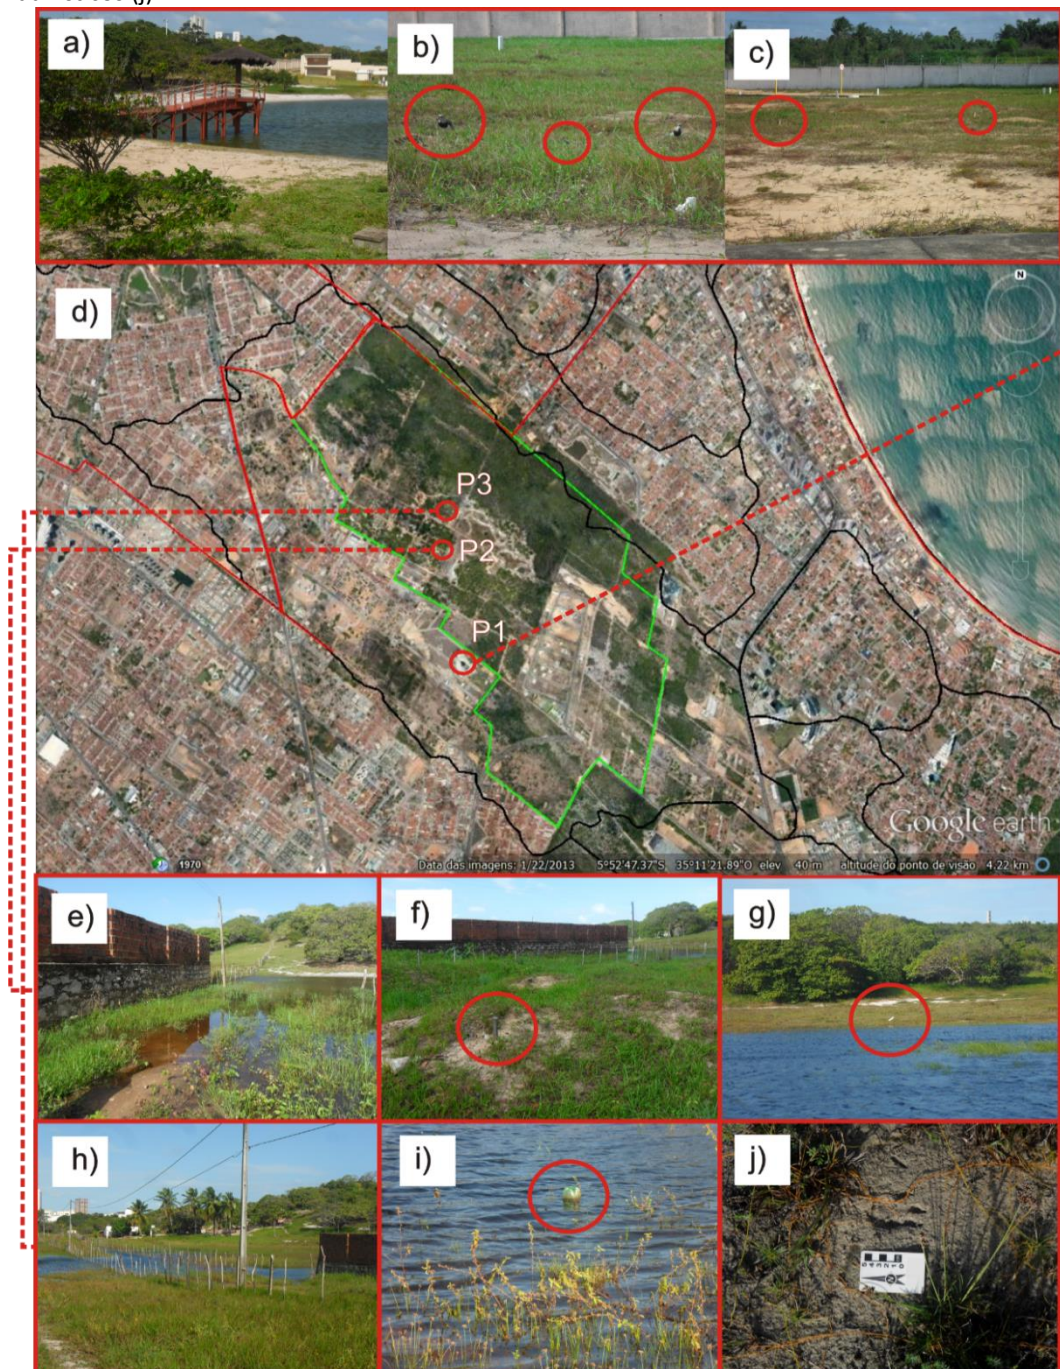 a)
b)
c)
d)
N
P3
P2
P1
Google earth
1970
Data das imagens: 1/22/2013 5°52'47.37"S 35°11'21.89"O elev 40 m altitude do ponto de visão 4.22 km
e)
f)
g)
h)
i)
j)